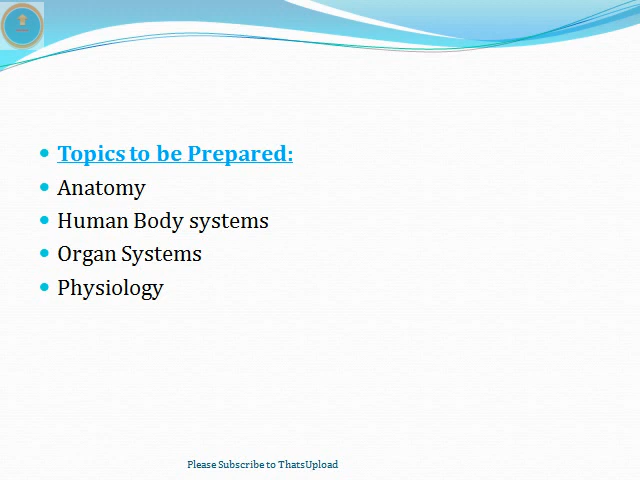 Topics to be Prepared:
Anatomy
Human Body systems
Organ Systems
Physiology
Please Subscribe to ThatsUpload